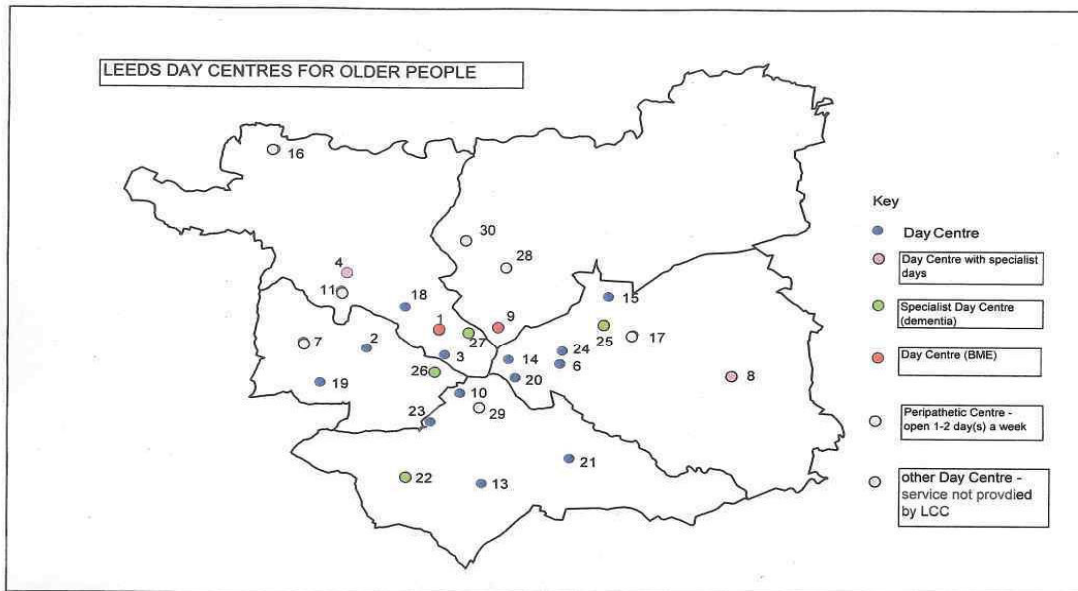 LEEDS DAY CENTRES FOR OLDER PEOPLE
16
30
28
4
11
18
15
1
9
7
2
27
25
17
3
14
24
6
8
19
26
20
10
29
23
21
22
13
Key
Day Centre
Day Centre with specialist
days
Specialist Day Centre
(dementia)
Day Centre (BME)
Peripathetic Centre -
open 1-2 day(s) a week
other Day Centre -
service not provdied
by LCC